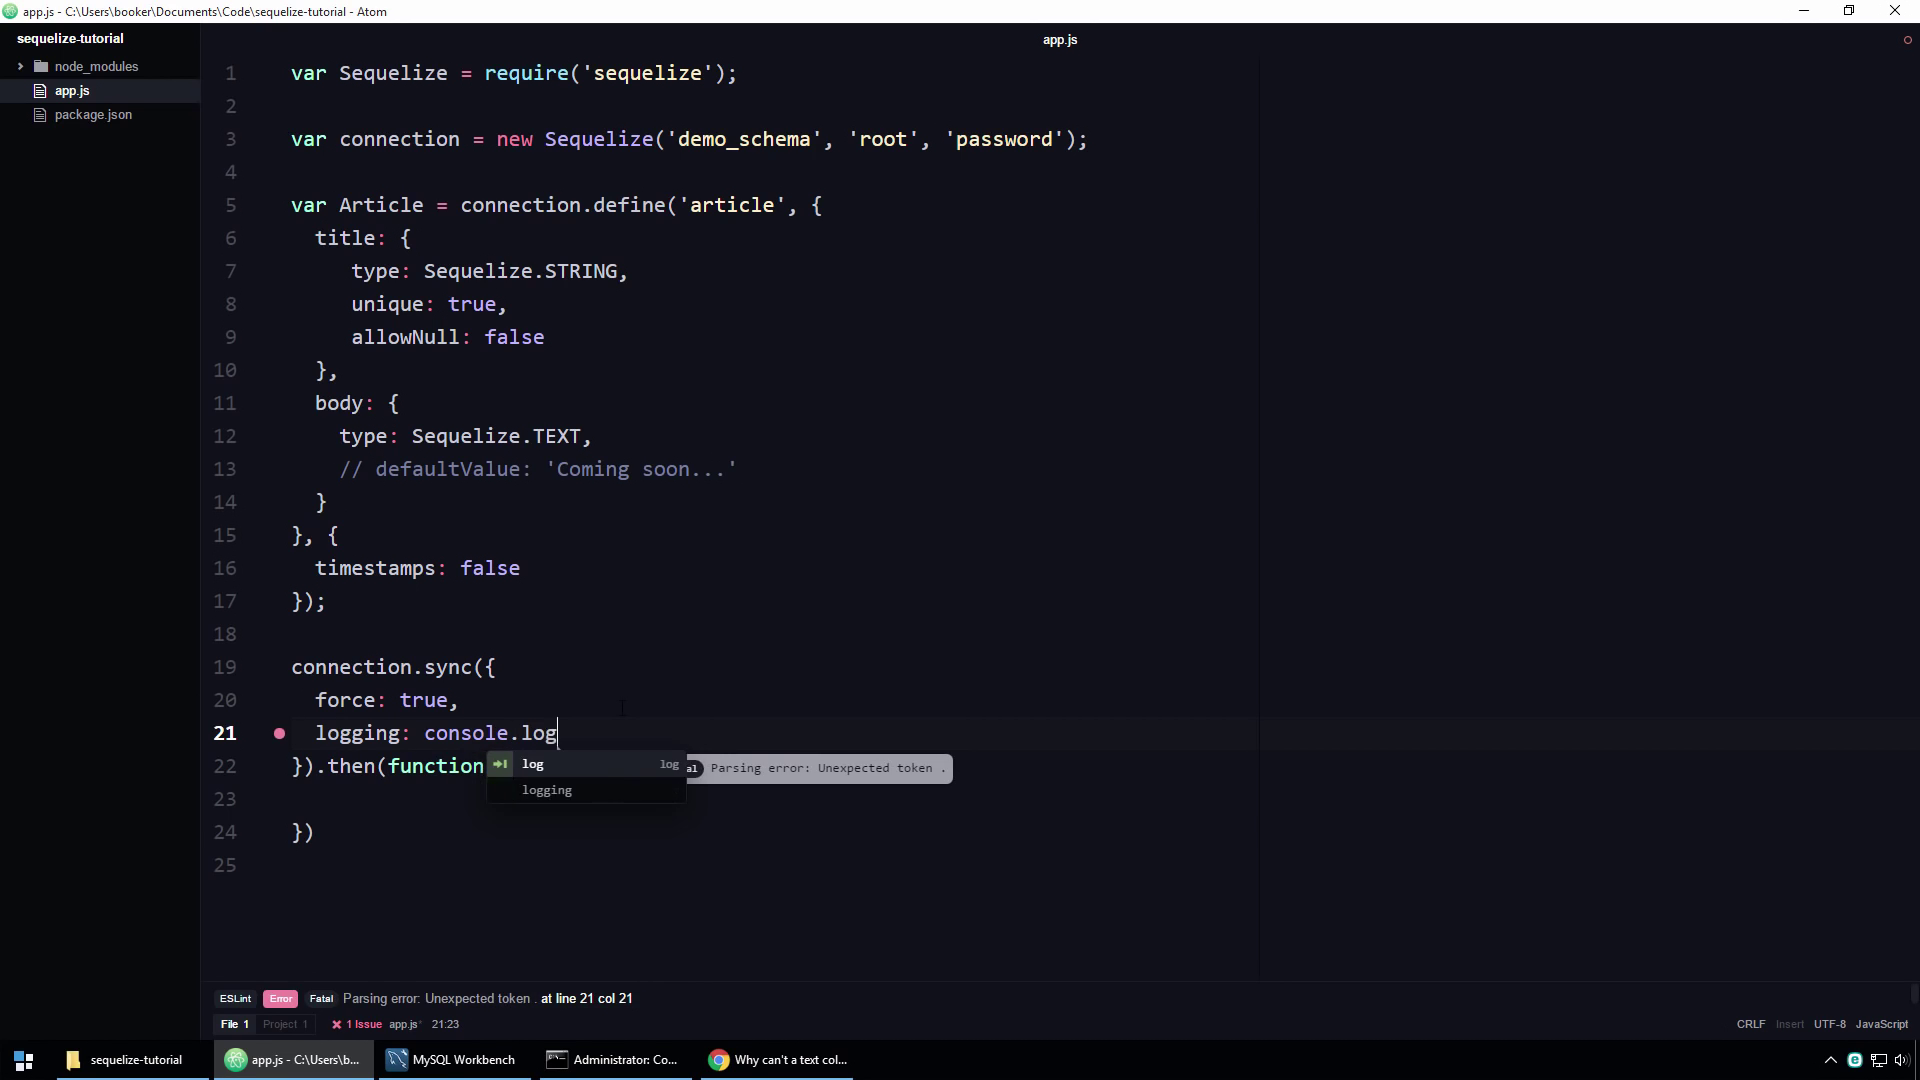 app.js - C:\Users\booker\Documents\Code\sequelize-tutorial - Atom
sequelize-tutorial
node_modules
app.js
package.json
app.js
1 var Sequelize = require('sequelize');
2
3 var connection = new Sequelize('demo_schema', 'root', 'password');
4
5 var Article = connection.define('article', {
6 title: {
7 type: Sequelize.STRING,
8 unique: true,
9 allowNull: false
10 },
11 body: {
12 type: Sequelize.TEXT,
13 // defaultValue: 'Coming soon...'
14 }
15 }, {
16 timestamps: false
17 });
18
19 connection.sync({
20 force: true,
21 logging: console.log
22 }).then(function
log log
logging
al Parsing error: Unexpected token .
23
24 })
25
ESLint Error Fatal Parsing error: Unexpected token . at line 21 col 21
File 1 Project 1 1 Issue app.js* 21:23 CRLF Insert UTF-8 JavaScript
sequelize-tutorial app.js - C:\Users\b... MySQL Workbench Administrator: Co... Why can't a text col...